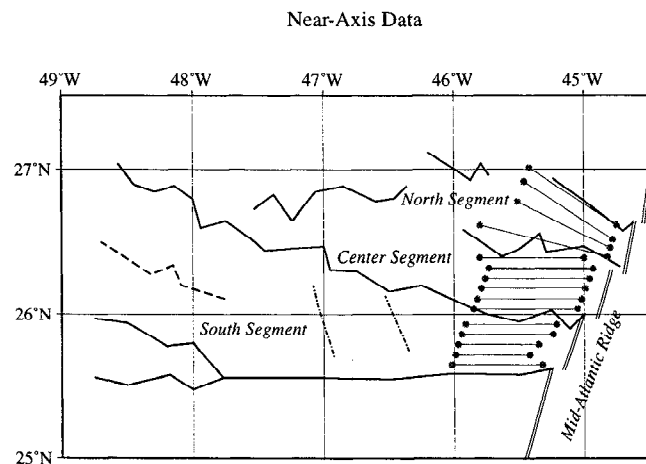 Near-Axis Data
49°W 48°W 47°W 46°W 45°W
27°N
North Segment
Center Segment
26°N
South Segment
Mid-Atlantic Ridge
25°N